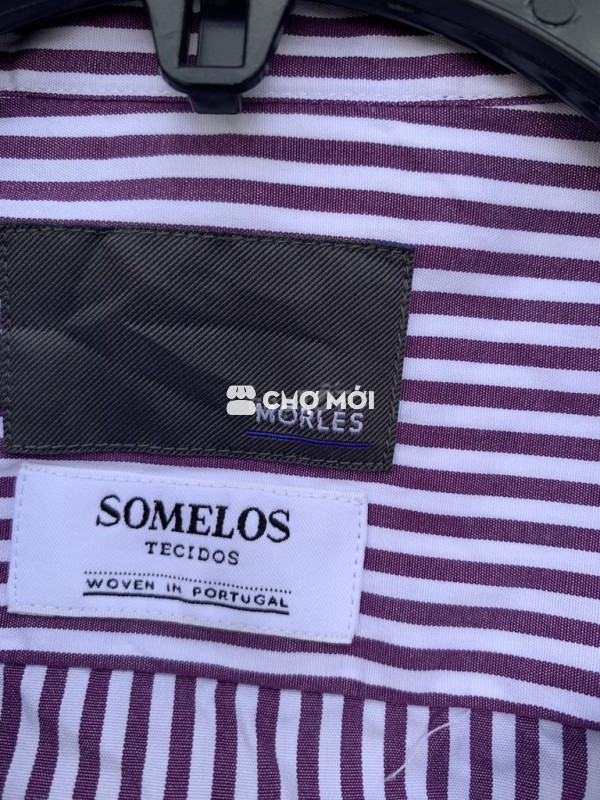 CHỢ MỚI
MORLES
SOMELOS
TECIDOS
WOVEN IN PORTUGAL